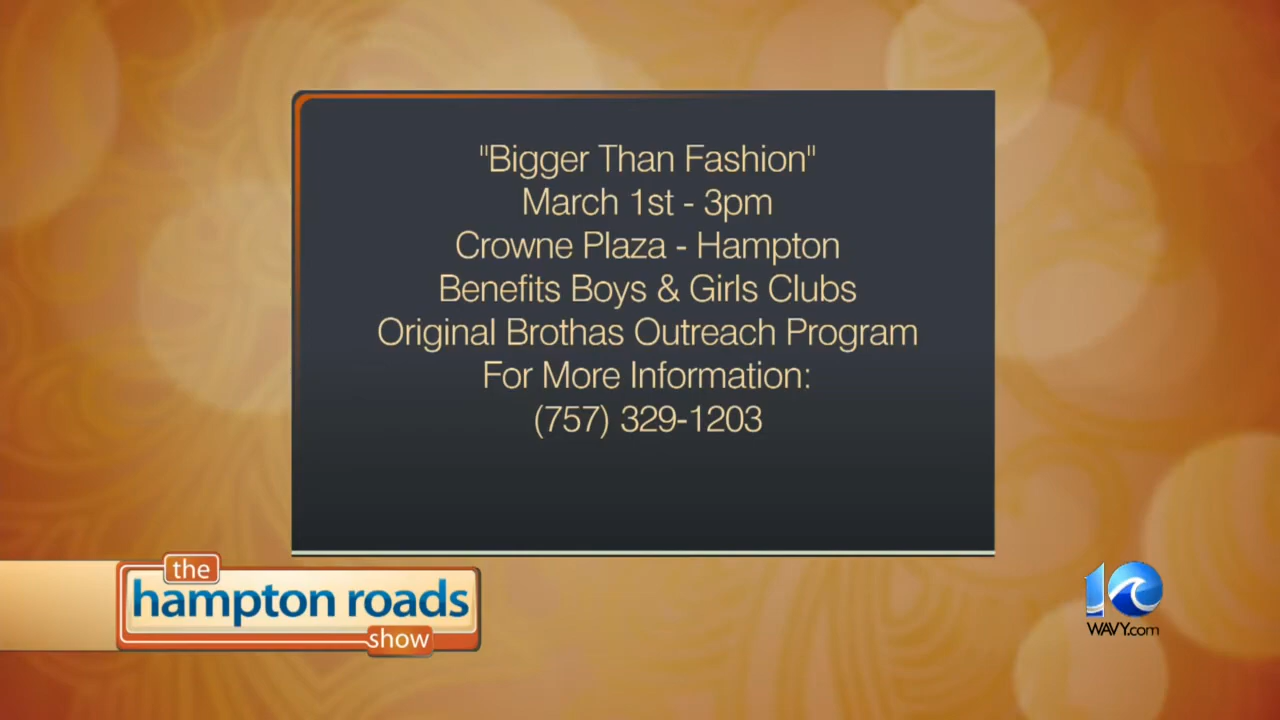 "Bigger Than Fashion"
March 1st - 3pm
Crowne Plaza - Hampton
Benefits Boys & Girls Clubs
Original Brothas Outreach Program
For More Information:
(757) 329-1203
the
hampton roads
show
10
WAVY.com